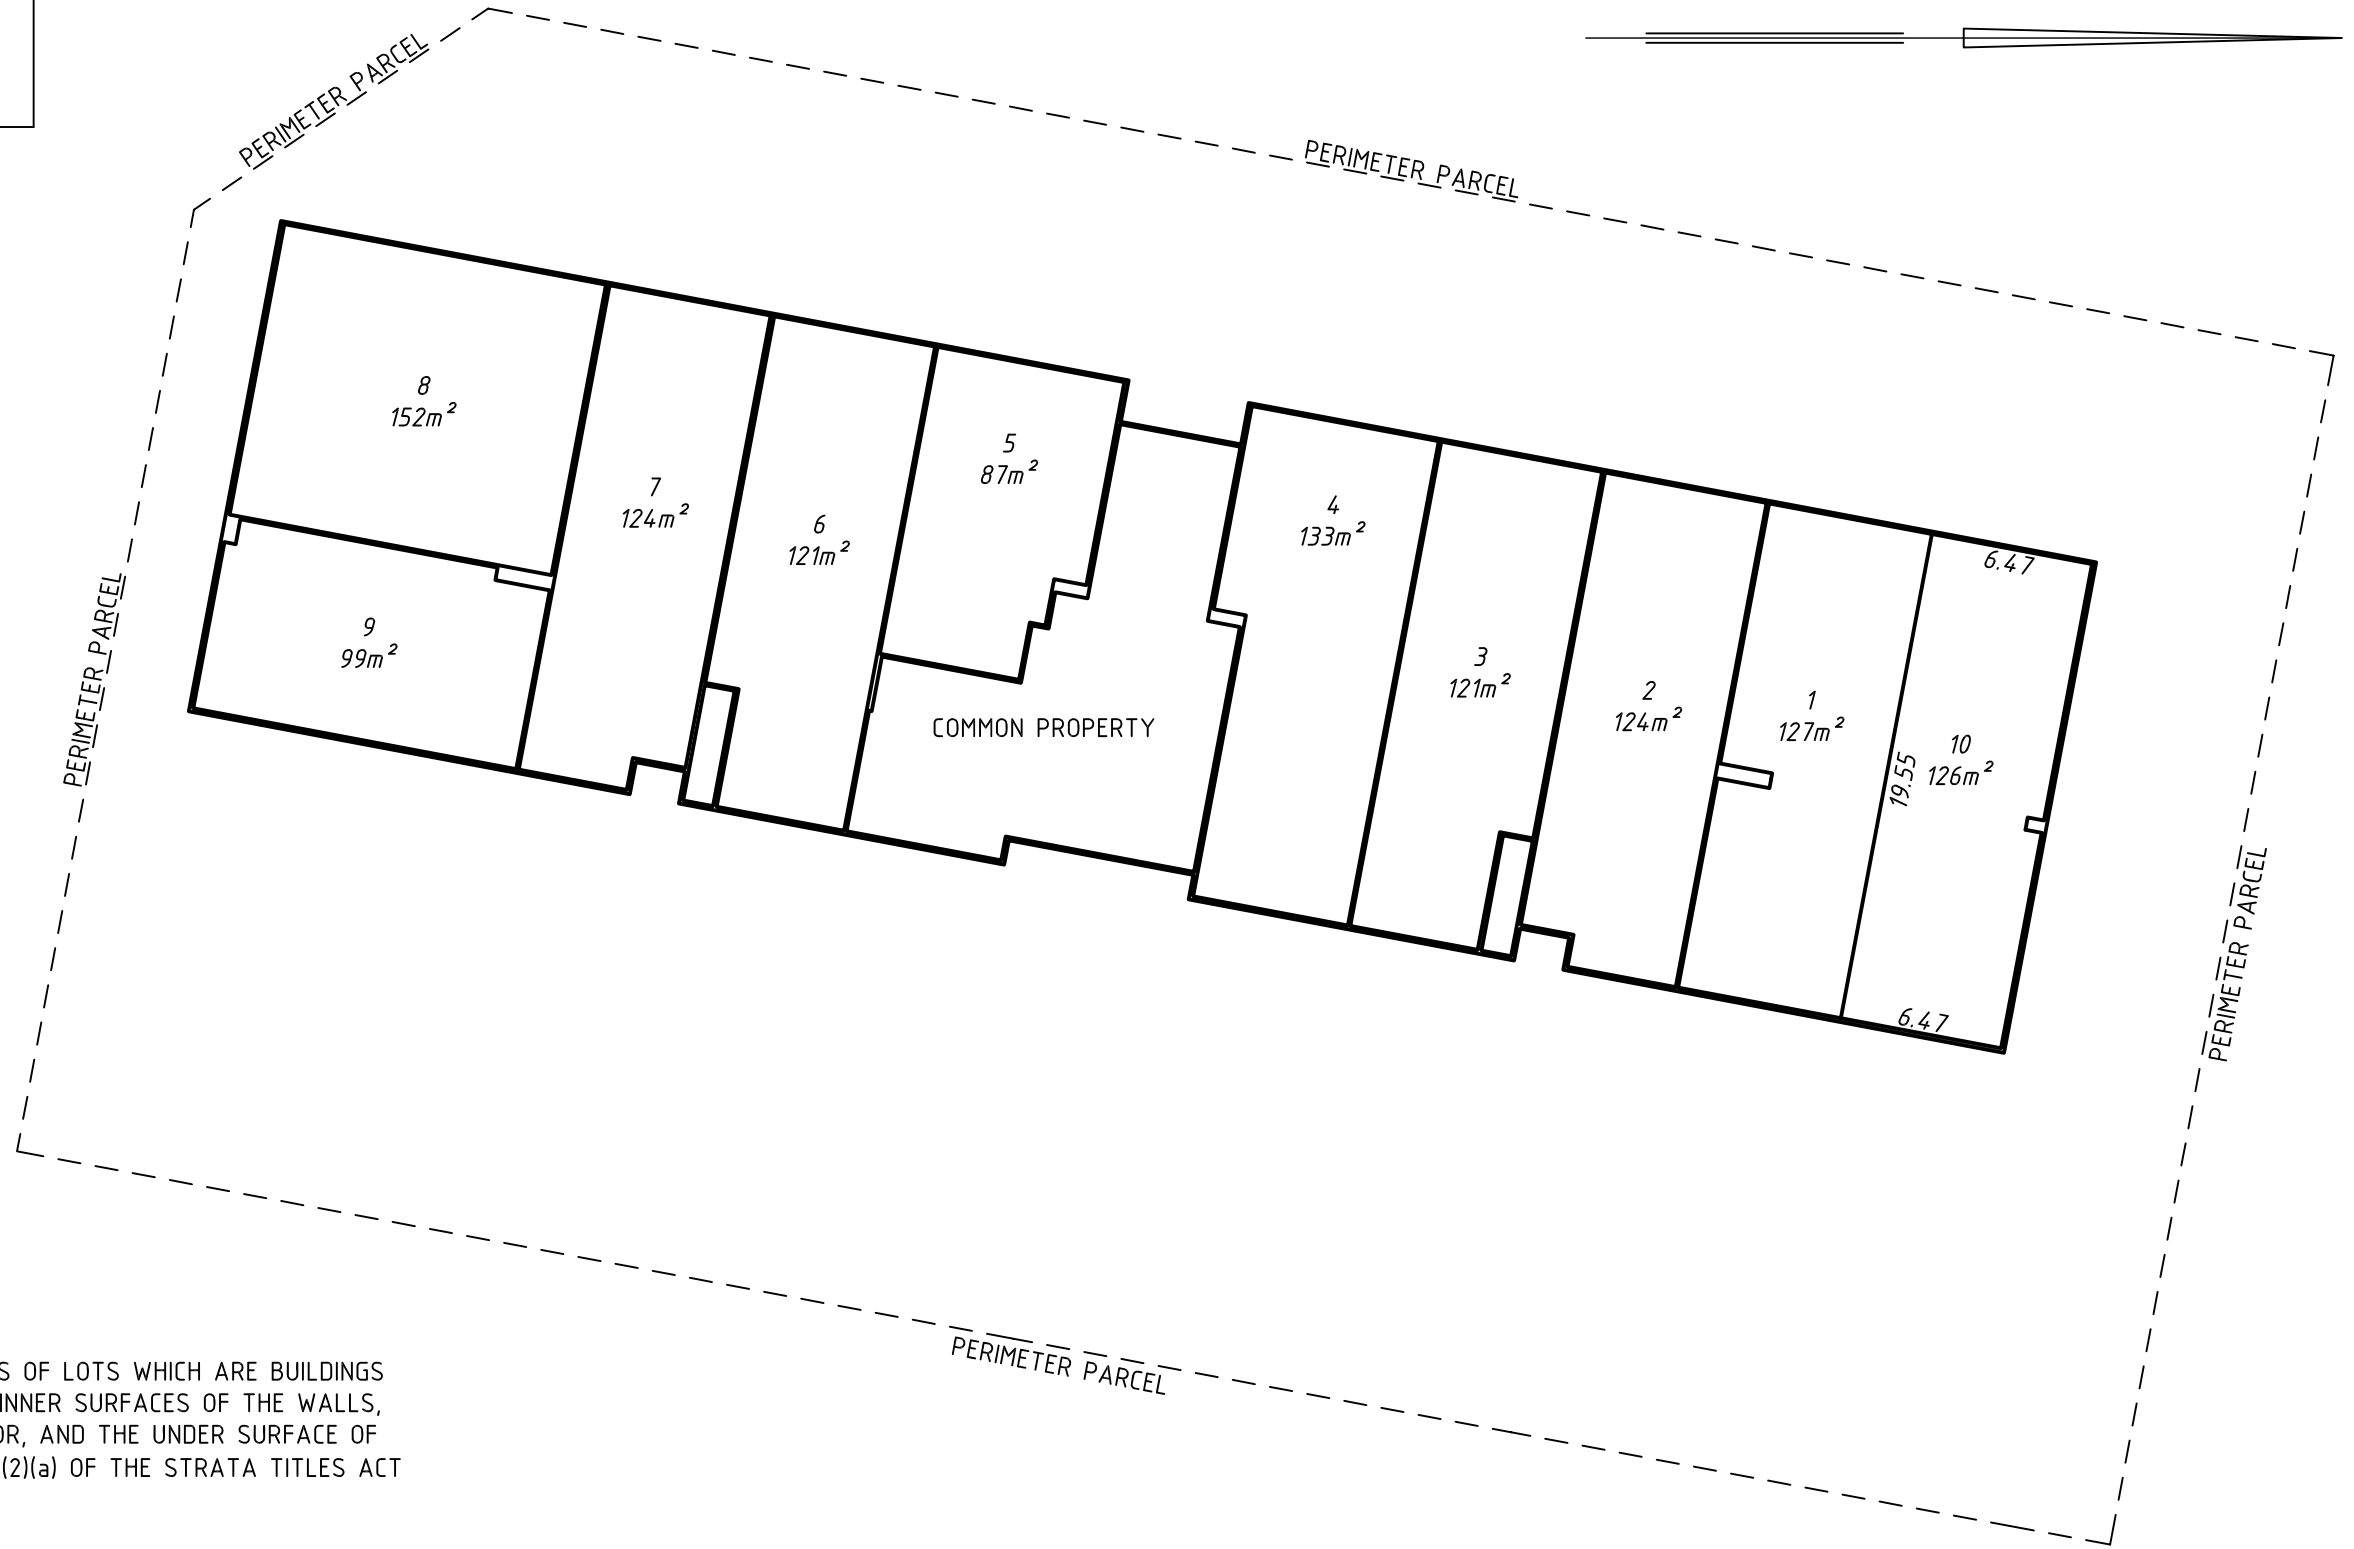 PERIMETER PARCEL
PERIMETER PARCEL
8
152m²
7
124m²
6
121m²
5
87m²
4
133m²
6.47
9
99m²
3
121m²
2
124m²
1
127m²
10
126m²
19.55
COMMON PROPERTY
PERIMETER PARCEL
PERIMETER PARCEL
6.47
PERIMETER PARCEL
S OF LOTS WHICH ARE BUILDINGS
INNER SURFACES OF THE WALLS,
OR, AND THE UNDER SURFACE OF
(2)(a) OF THE STRATA TITLES ACT